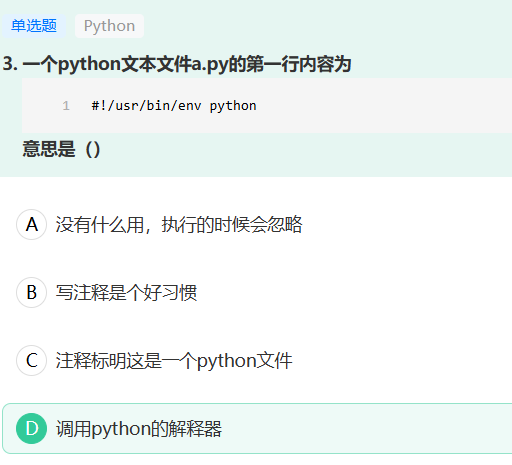 单选题 Python
3. 一个python文本文件a.py的第一行内容为
1 #!/usr/bin/env python
意思是（）
A 没有什么用，执行的时候会忽略
B 写注释是个好习惯
C 注释标明这是一个python文件
D 调用python的解释器